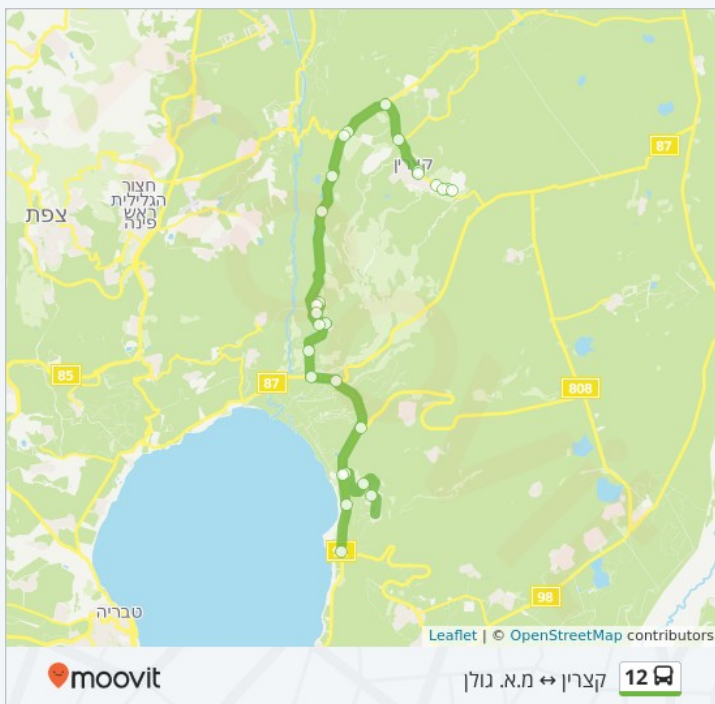 87
קצרין
חצור
הגלילית
ראש
פינה
צפת
85
87
808
98
טבריה
Leaflet | © OpenStreetMap contributors
moovit
12 קצרין ↔ מ.א. גולן